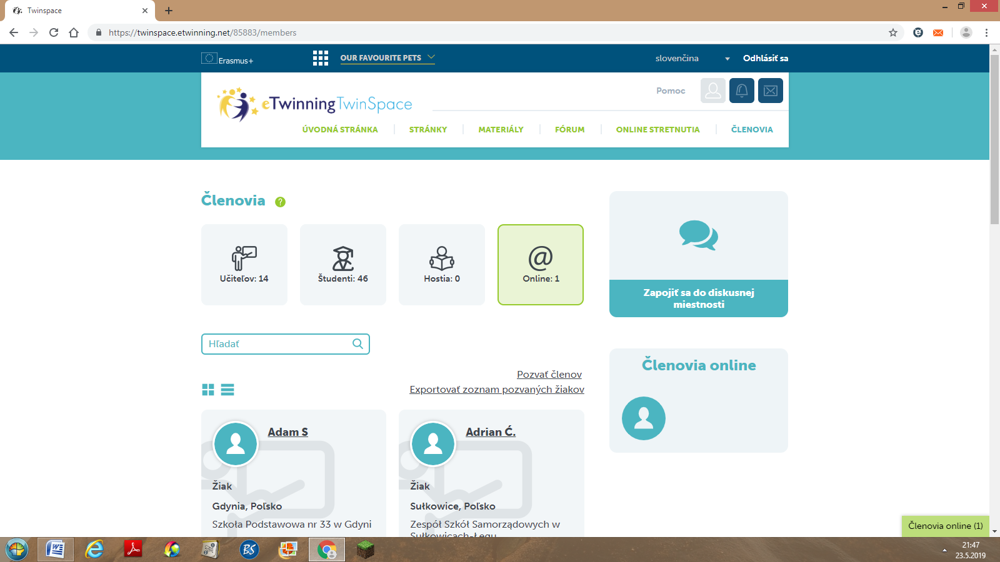 Twinspace
https://twinspace.etwinning.net/85883/members
Erasmus+
OUR FAVOURITE PETS
slovenčina
Odhlásiť sa
eTwinning TwinSpace
Pomoc
ÚVODNÁ STRÁNKA
STRÁNKY
MATERIÁLY
FÓRUM
ONLINE STRETNUTIA
ČLENOVIA
Členovia ?
Učiteľov: 14
Študenti: 46
Hostia: 0
@
Online: 1
Zapojiť sa do diskusnej
miestnosti
Hľadať
Členovia online
Pozvať členov
Exportovať zoznam pozvaných žiakov
Adam S
Žiak
Gdynia, Poľsko
Szkoła Podstawowa nr 33 w Gdyni
Adrian Ć.
Žiak
Sułkowice, Poľsko
Zespół Szkół Samorządowych w
Sułkowicach-Łęgu
Členovia online (1)
BS
21:47
23.5.2019